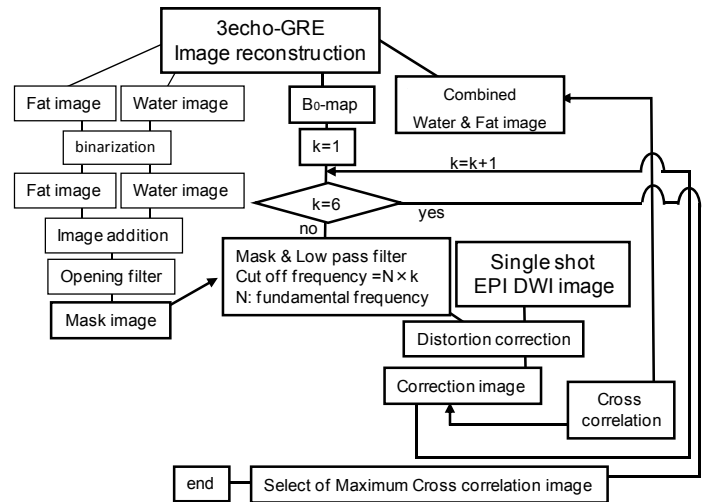 3echo-GRE
Image reconstruction
Fat image
Water image
B0-map
Combined
Water & Fat image
binarization
k=1
k=k+1
Fat image
Water image
k=6
yes
no
Image addition
Mask & Low pass filter
Cut off frequency =N×k
N: fundamental frequency
Single shot
EPI DWI image
Opening filter
Mask image
Distortion correction
Correction image
Cross
correlation
end
Select of Maximum Cross correlation image